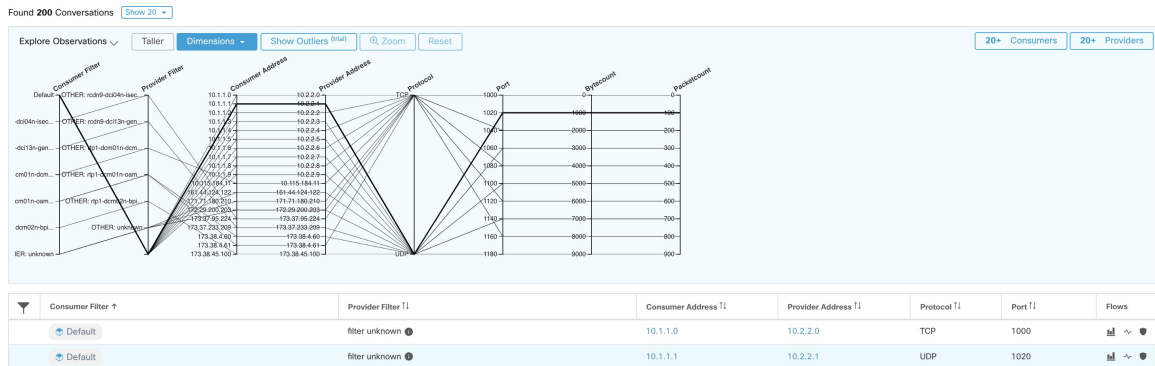 Found 200 Conversations Show 20
Explore Observations Taller Dimensions Show Outliers (trial) Zoom Reset 20+ Consumers 20+ Providers
Consumer Filter Provider Filter Consumer Address Provider Address Protocol Port Bytecount Packetcount
Default OTHER: rcdn9-dci04n-isec... 10.1.1.0 10.2.2.0 TCP 1000 0 0
10.1.1.1 10.2.2.1
-dci04n-isec... OTHER: rcdn9-dci13n-gen... 10.1.1.2 10.2.2.2 1020 1000 100
10.1.1.3 10.2.2.3
10.1.1.4 10.2.2.4 1040 2000 200
10.1.1.5 10.2.2.5
-dci13n-gen... OTHER: rtp1-dcm01n-dcm... 10.1.1.6 10.2.2.6 1060 3000 300
10.1.1.7 10.2.2.7
10.1.1.8 10.2.2.8 1080 4000 400
cm01n-dcm... OTHER: rtp1-dcm01n-oam... 10.1.1.9 10.2.2.9
10.115.184.11 10.115.184.11 1100 5000 500
161.44.124.122 161.44.124.122
cm01n-oam... OTHER: rtp1-dcm02n-bpi... 171.71.180.210 171.71.180.210 1120 6000 600
172.29.200.203 172.29.200.203
173.37.95.224 173.37.95.224 1140 7000 700
dcm02n-bpi... OTHER: unknown 173.37.233.209 173.37.233.209
173.38.4.60 173.38.4.60 1160 8000 800
173.38.4.61 173.38.4.61
IER: unknown 173.38.45.100 173.38.45.100 UDP 1180 9000 900
Consumer Filter Provider Filter Consumer Address Provider Address Protocol Port Flows
Default filter unknown 10.1.1.0 10.2.2.0 TCP 1000
Default filter unknown 10.1.1.1 10.2.2.1 UDP 1020